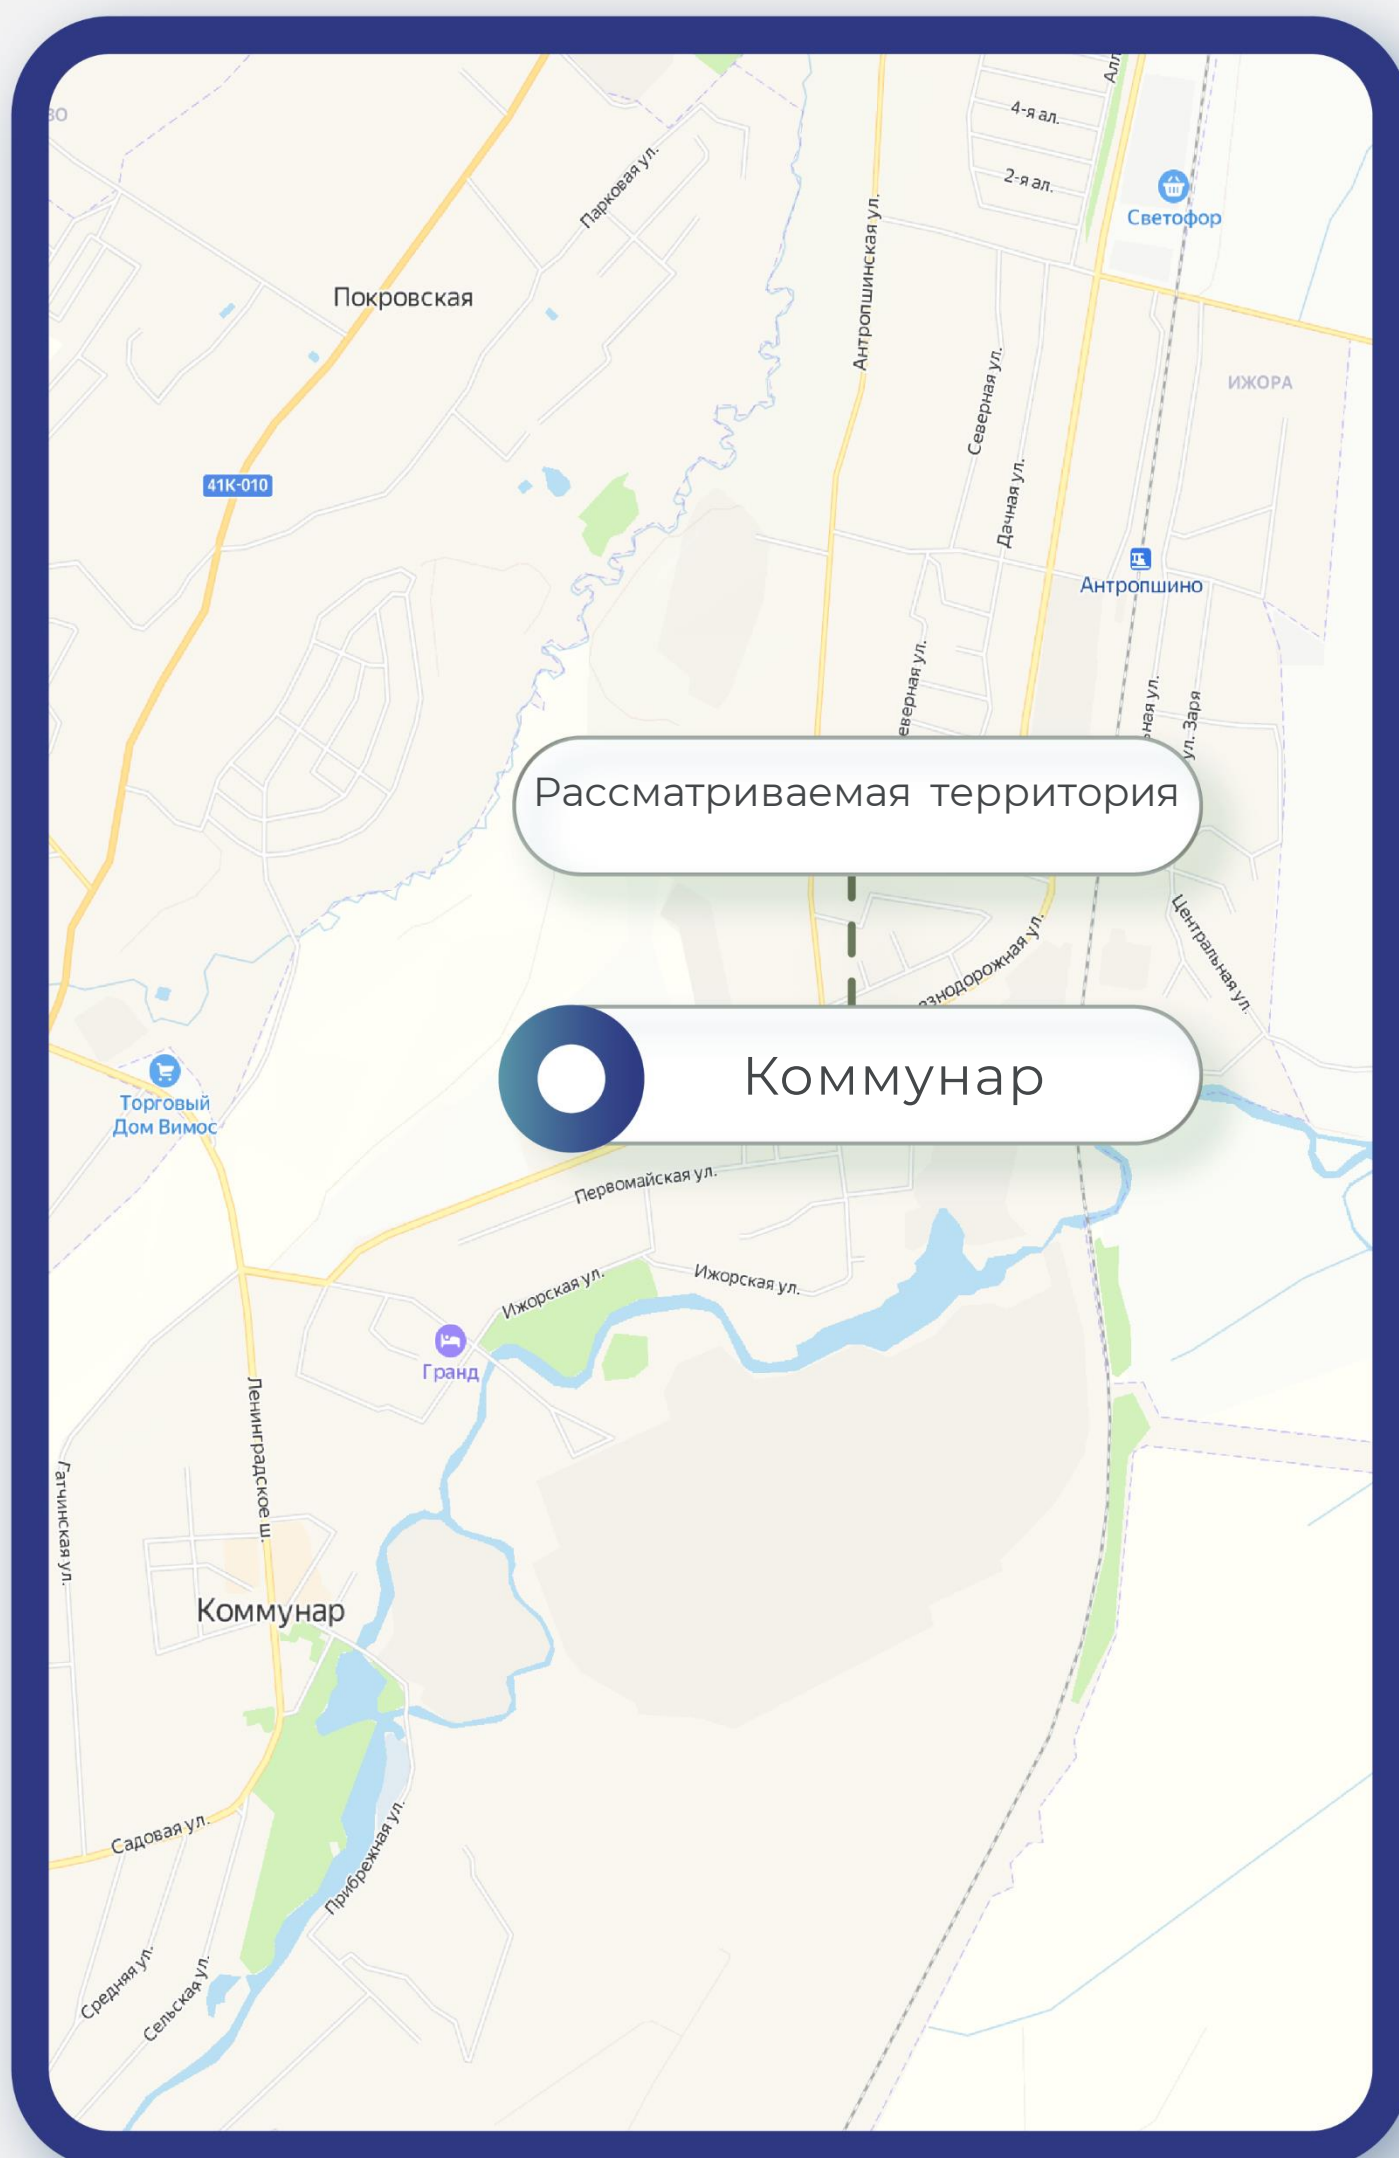 4-я ал.
2-я ал.
Светофор
Парковая ул.
Антропшинская ул.
Покровская
Северная ул.
ИЖОРА
41К-010
Дачная ул.
Антропшино
ул. Заря
Рассматриваемая территория
Центральная ул.
Коммунар
Торговый
Дом Вимос
Первомайская ул.
Ижорская ул.
Ижорская ул.
Гранд
Ленинградское ш.
Гатчинская ул.
Коммунар
Садовая ул.
Прибрежная ул.
Средняя ул.
Сельская ул.